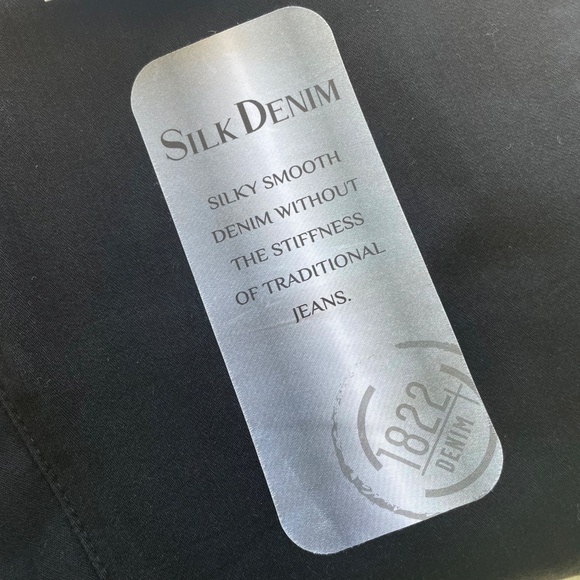 SILK DENIM
SILKY SMOOTH
DENIM WITHOUT
THE STIFFNESS
OF TRADITIONAL
JEANS.
1822
DENIM